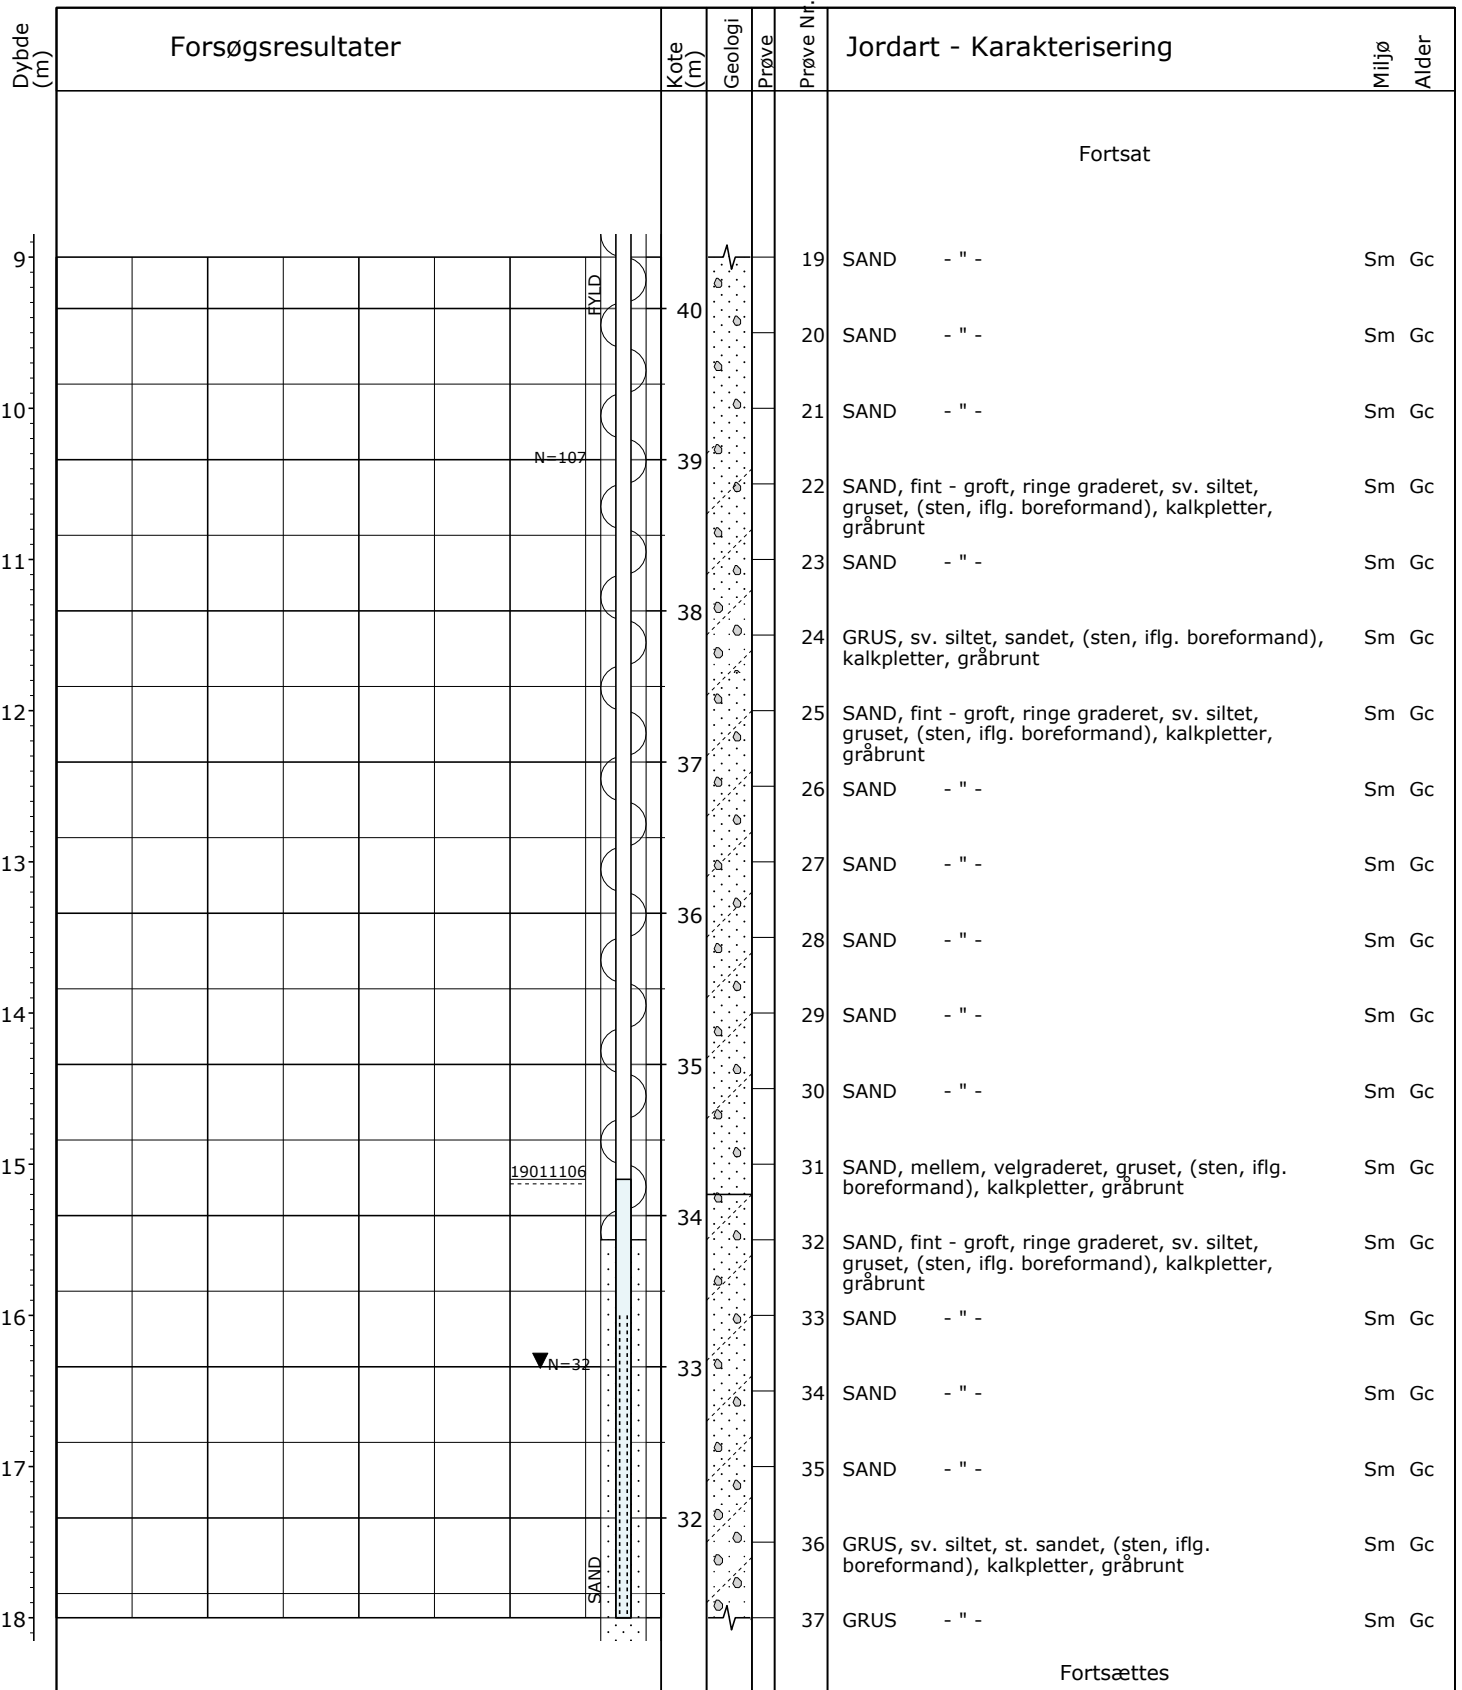 Dybde (m)
Forsøgsresultater
Kote (m)
Geologi
Prøve
Prøve Nr.
Jordart - Karakterisering
Miljø
Alder
Fortsat
9
FYLD
19 SAND - " - Sm Gc
40
20 SAND - " - Sm Gc
10
21 SAND - " - Sm Gc
N=107
39
22 SAND, fint - groft, ringe graderet, sv. siltet, Sm Gc
gruset, (sten, iflg. boreformand), kalkpletter,
gråbrunt
11
23 SAND - " - Sm Gc
38
24 GRUS, sv. siltet, sandet, (sten, iflg. boreformand), Sm Gc
kalkpletter, gråbrunt
12
25 SAND, fint - groft, ringe graderet, sv. siltet, Sm Gc
gruset, (sten, iflg. boreformand), kalkpletter,
gråbrunt
37
26 SAND - " - Sm Gc
13
27 SAND - " - Sm Gc
36
28 SAND - " - Sm Gc
14
29 SAND - " - Sm Gc
35
30 SAND - " - Sm Gc
15
19011106
31 SAND, mellem, velgraderet, gruset, (sten, iflg. Sm Gc
boreformand), kalkpletter, gråbrunt
34
32 SAND, fint - groft, ringe graderet, sv. siltet, Sm Gc
gruset, (sten, iflg. boreformand), kalkpletter,
gråbrunt
16
33 SAND - " - Sm Gc
N=32
33
34 SAND - " - Sm Gc
17
35 SAND - " - Sm Gc
32
36 GRUS, sv. siltet, st. sandet, (sten, iflg. Sm Gc
boreformand), kalkpletter, gråbrunt
SAND
18
37 GRUS - " - Sm Gc
Fortsættes